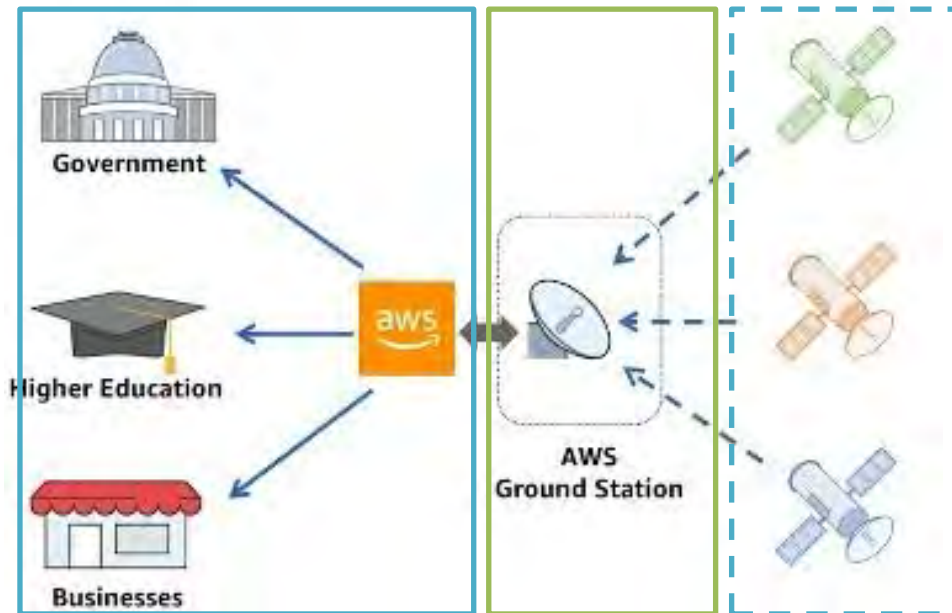 Government
Higher Education
aws
AWS
Ground Station
Businesses